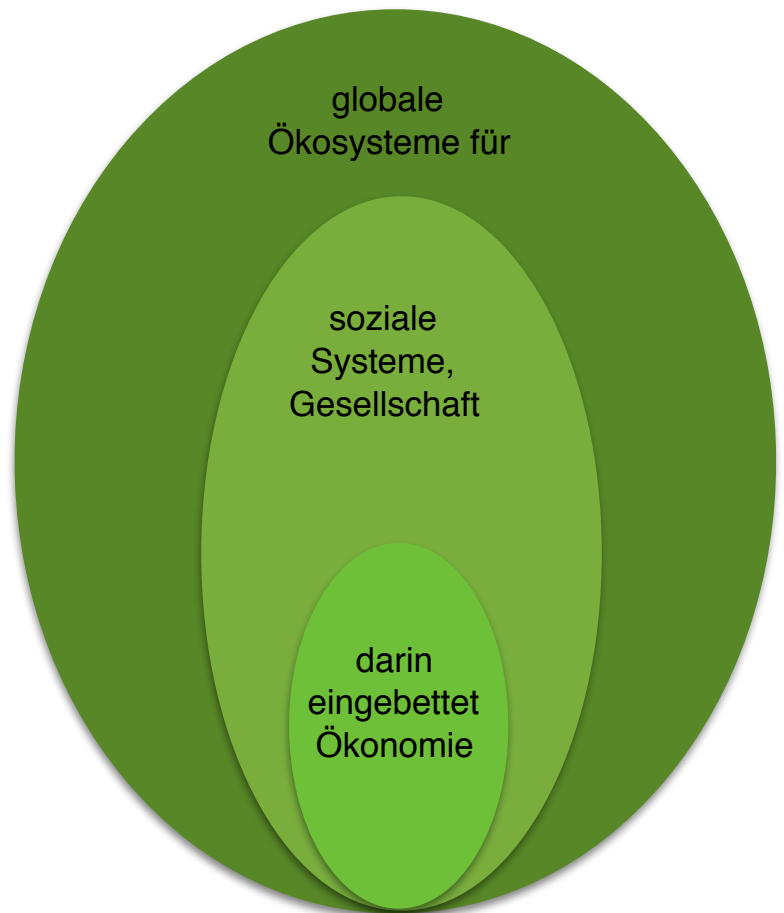 globale
Ökosysteme für
soziale
Systeme,
Gesellschaft
darin
eingebettet
Ökonomie